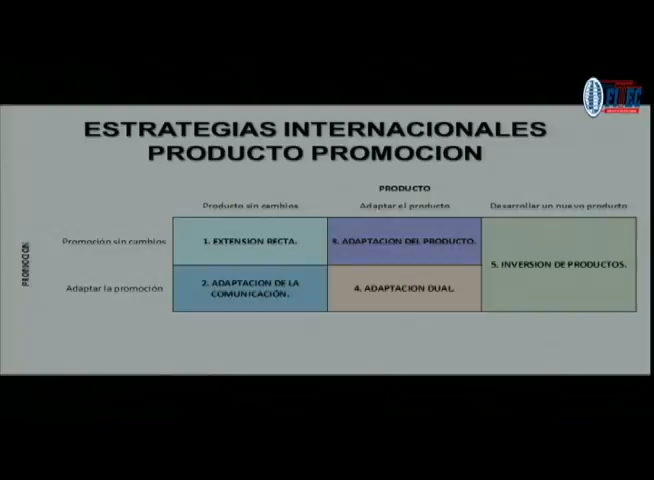 ESTRATEGIAS INTERNACIONALES
PRODUCTO PROMOCION
PRODUCTO
Producto sin cambios
Adaptar el producto
Desarrollar un nuevo producto
PROMOCION
Promoción sin cambios
1. EXTENSION RECTA.
3. ADAPTACION DEL PRODUCTO.
5. INVERSION DE PRODUCTOS.
Adaptar la promoción
2. ADAPTACION DE LA
COMUNICACIÓN.
4. ADAPTACION DUAL.